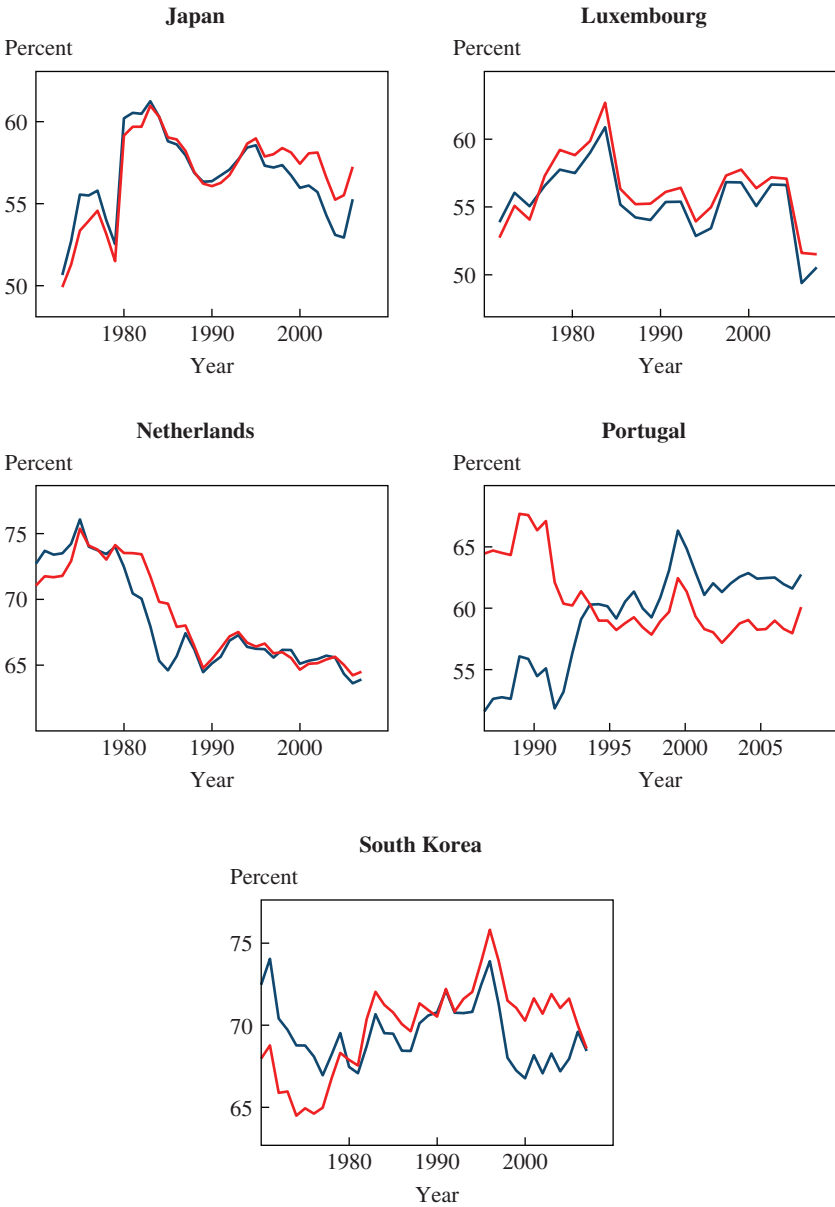 Japan
Percent
60
55
50
1980 1990 2000
Year
Luxembourg
Percent
60
55
50
1980 1990 2000
Year
Netherlands
Percent
75
70
65
1980 1990 2000
Year
Portugal
Percent
65
60
55
1990 1995 2000 2005
Year
South Korea
Percent
75
70
65
1980 1990 2000
Year